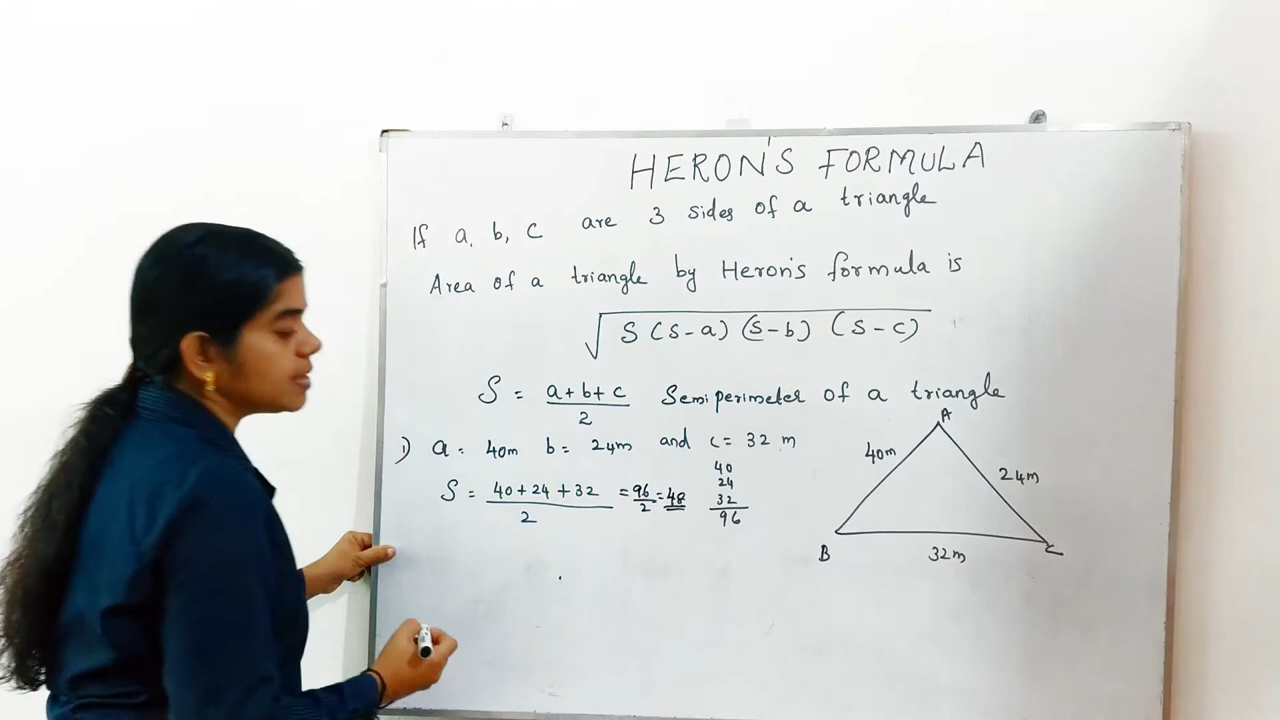 HERON'S FORMULA
If a, b, c are 3 sides of a triangle
Area of a triangle by Heron's formula is
√S(S-a)(S-b)(S-c)
S = a+b+c/2 Semiperimeter of a triangle
1) a = 40m b = 24m and c = 32 m
S = 40+24+32/2 = 96/2 = 48
40
24
32
96
A
40m
24m
B
32m
C